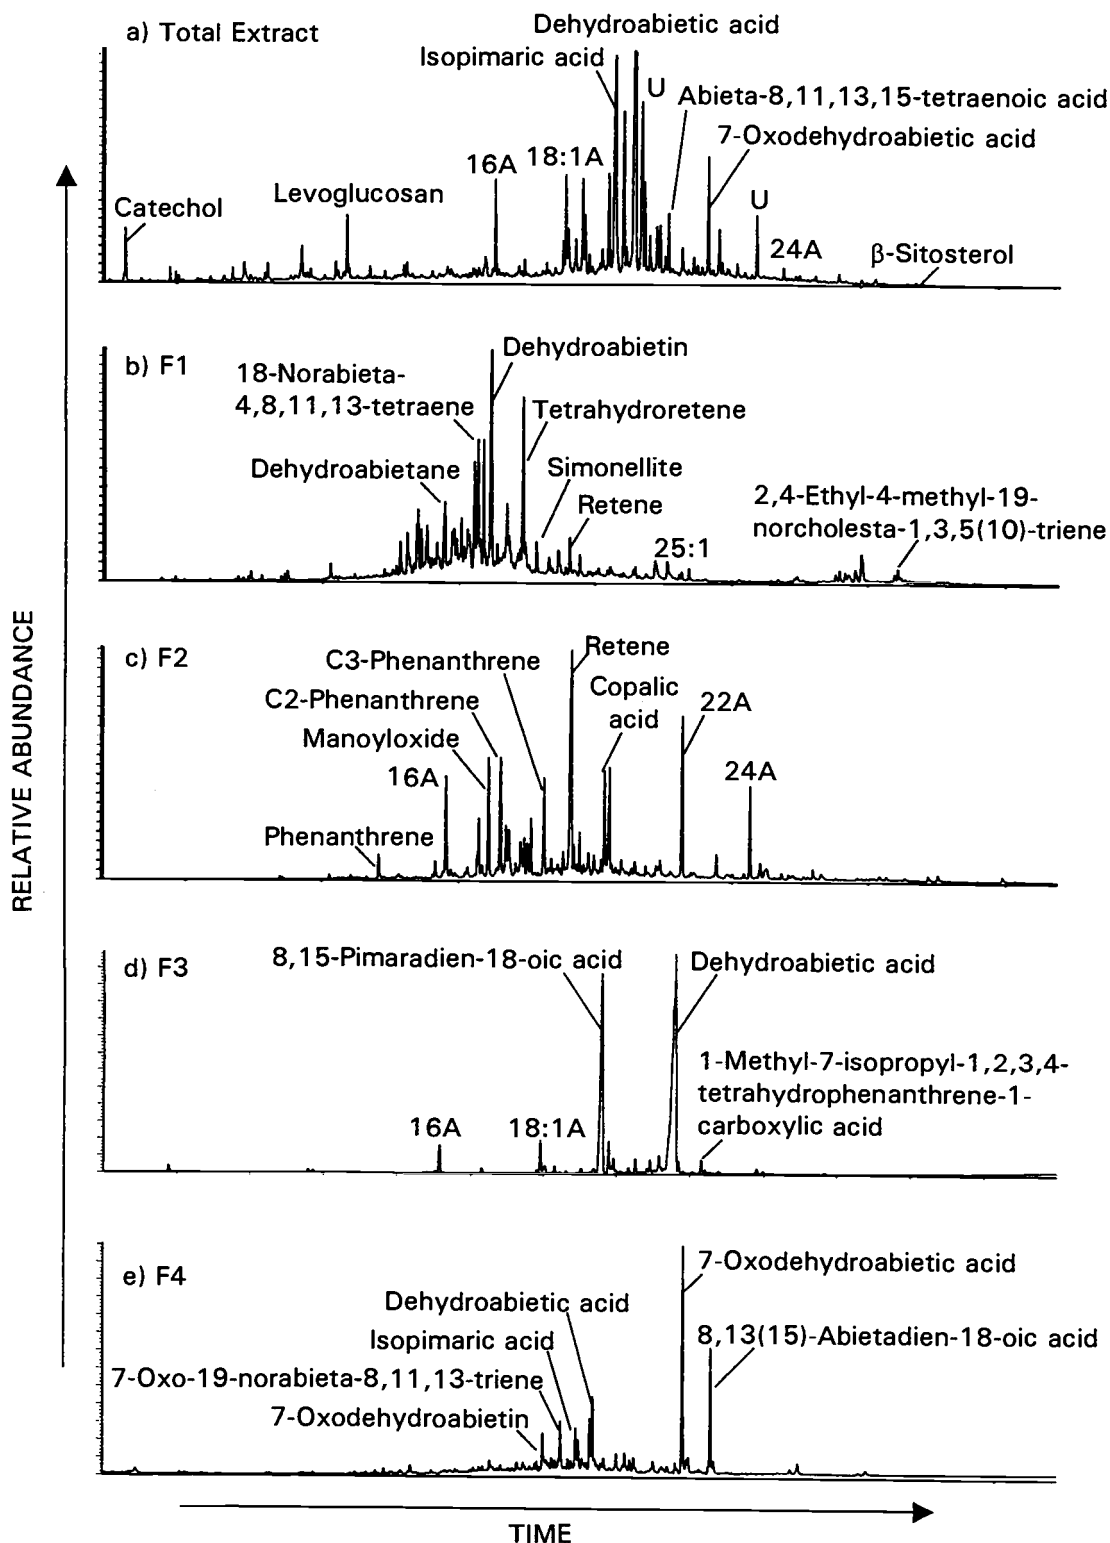 a) Total Extract
Dehydroabietic acid
Isopimaric acid
U
Abieta-8,11,13,15-tetraenoic acid
7-Oxodehydroabietic acid
16A
18:1A
Levoglucosan
Catechol
U
24A
β-Sitosterol
b) F1
Dehydroabietin
18-Norabieta-
4,8,11,13-tetraene
Tetrahydroretene
Dehydroabietane
Simonellite
Retene
25:1
2,4-Ethyl-4-methyl-19-
norcholesta-1,3,5(10)-triene
c) F2
C3-Phenanthrene
Retene
C2-Phenanthrene
Copalic
acid
22A
Manoyloxide
16A
24A
Phenanthrene
d) F3
8,15-Pimaradien-18-oic acid
Dehydroabietic acid
1-Methyl-7-isopropyl-1,2,3,4-
tetrahydrophenanthrene-1-
carboxylic acid
16A
18:1A
e) F4
7-Oxodehydroabietic acid
Dehydroabietic acid
Isopimaric acid
8,13(15)-Abietadien-18-oic acid
7-Oxo-19-norabieta-8,11,13-triene
7-Oxodehydroabietin
RELATIVE ABUNDANCE
TIME